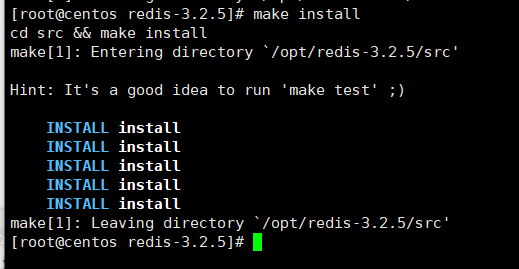 [root@centos redis-3.2.5]# make install
cd src && make install
make[1]: Entering directory `/opt/redis-3.2.5/src'
Hint: It's a good idea to run 'make test' ;)
INSTALL install
INSTALL install
INSTALL install
INSTALL install
INSTALL install
make[1]: Leaving directory `/opt/redis-3.2.5/src'
[root@centos redis-3.2.5]#